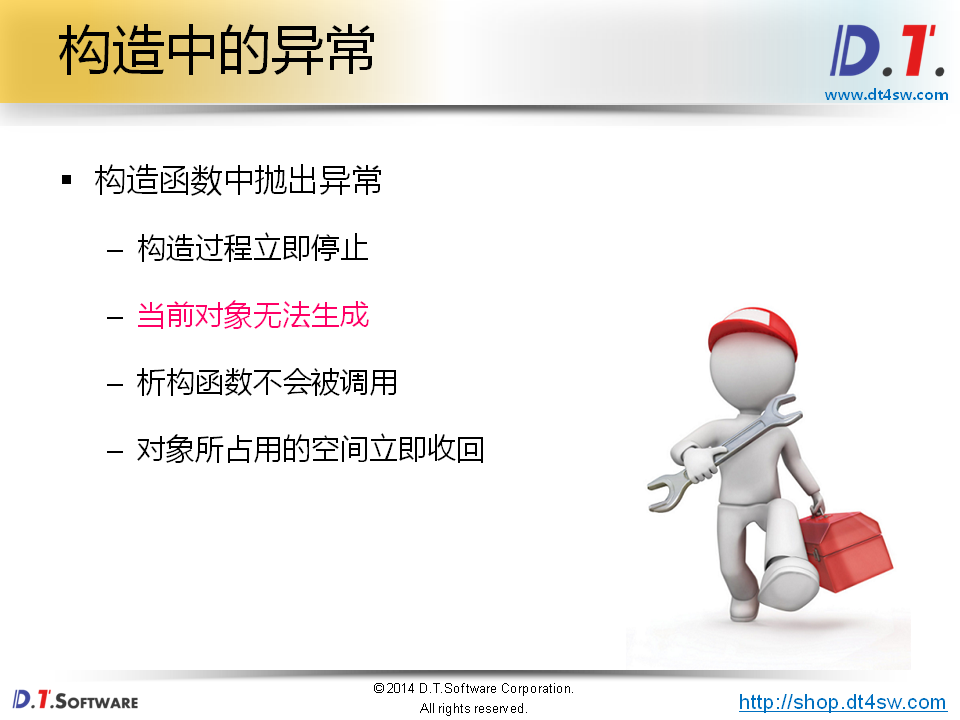 构造中的异常
D.T.
www.dt4sw.com
▪ 构造函数中抛出异常
– 构造过程立即停止
– 当前对象无法生成
– 析构函数不会被调用
– 对象所占用的空间立即收回
D.T.SOFTWARE
©2014 D.T.Software Corporation.
All rights reserved.
http://shop.dt4sw.com